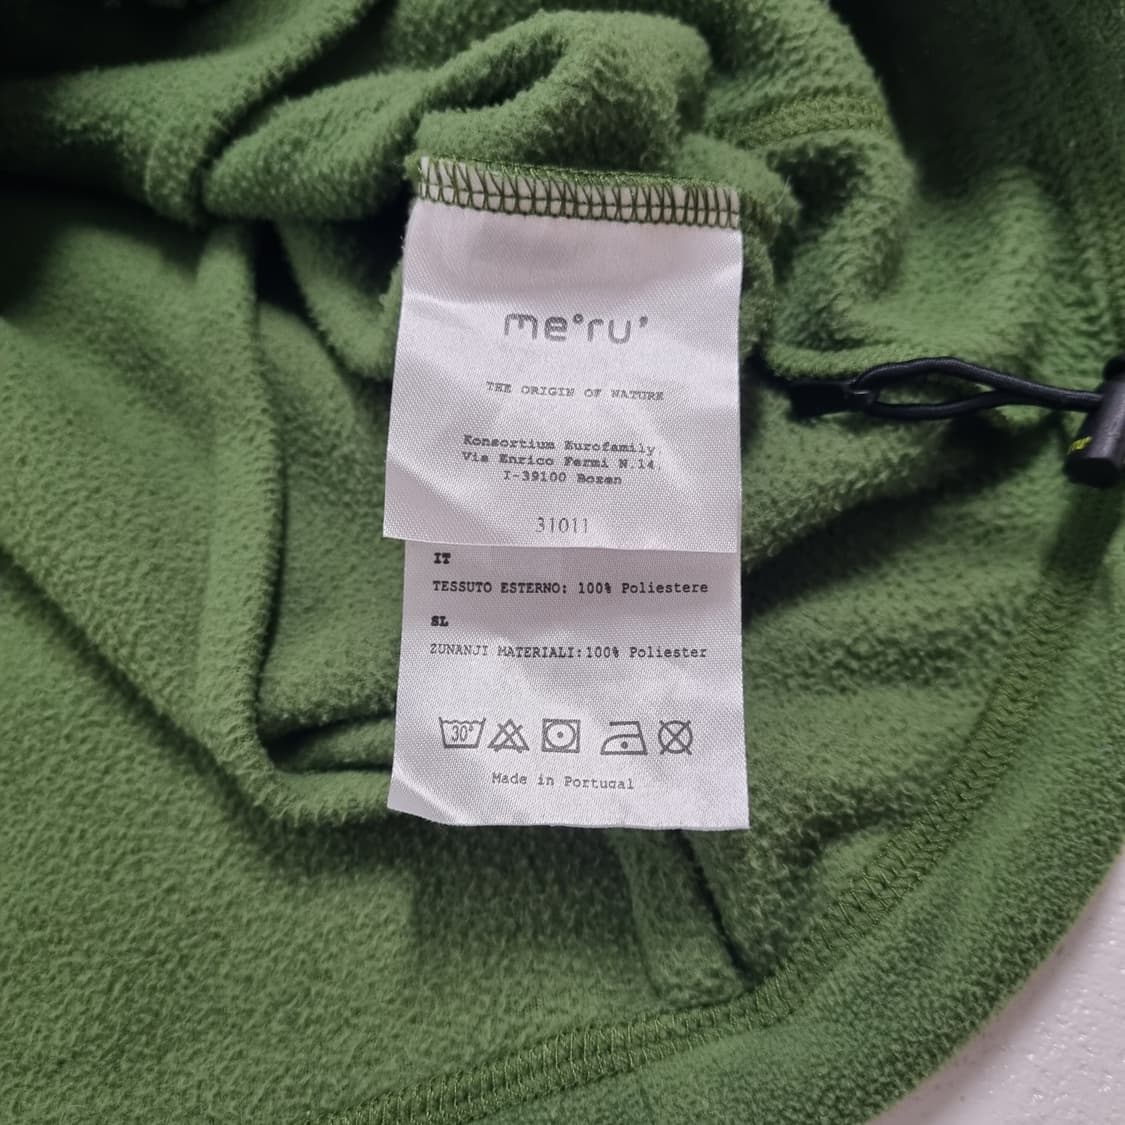 me°ru'
THE ORIGIN OF NATURE
Konsortium Eurofamily
Via Enrico Fermi N.14,
I-39100 Bozen
31011
IT
TESSUTO ESTERNO: 100% Poliestere
SL
ZUNANJI MATERIALI:100% Poliester
30°
Made in Portugal